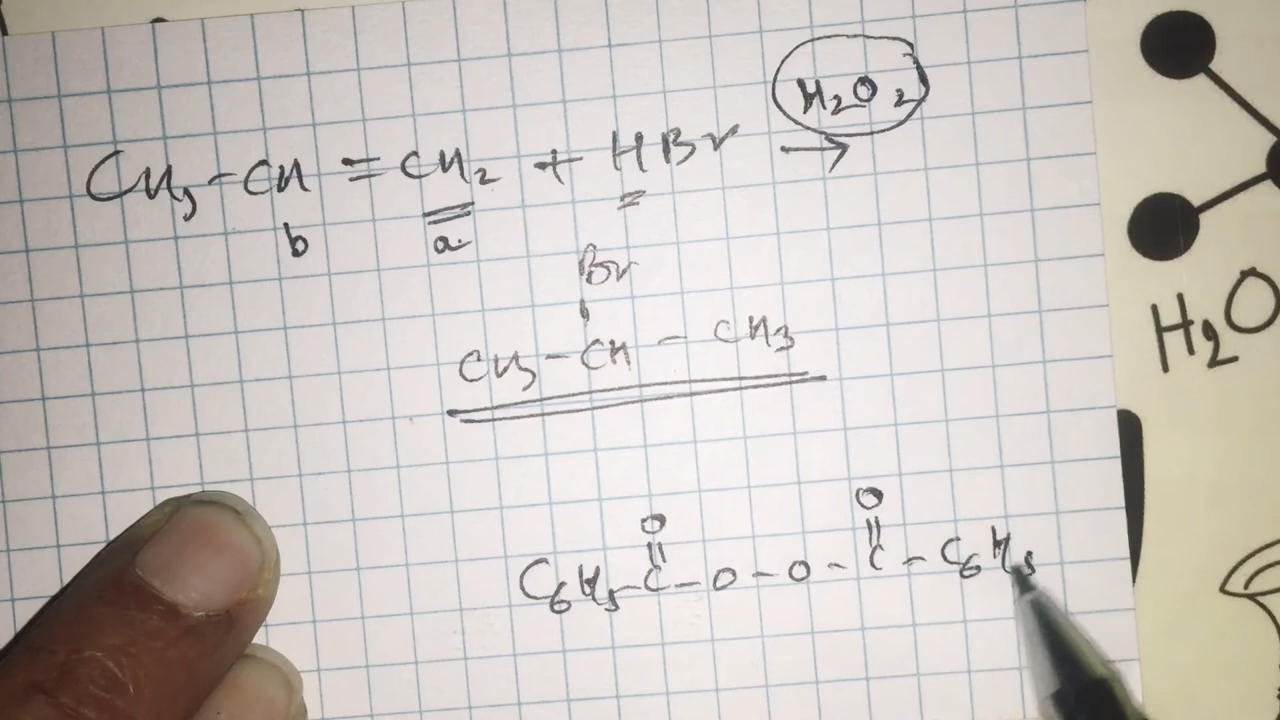 H₂O₂
CH₃-CH=CH₂ + HBr →
b a
Br
CH₃-CH-CH₃
H₂O
O O
C₆H₅-C-O-O-C-C₆H₅